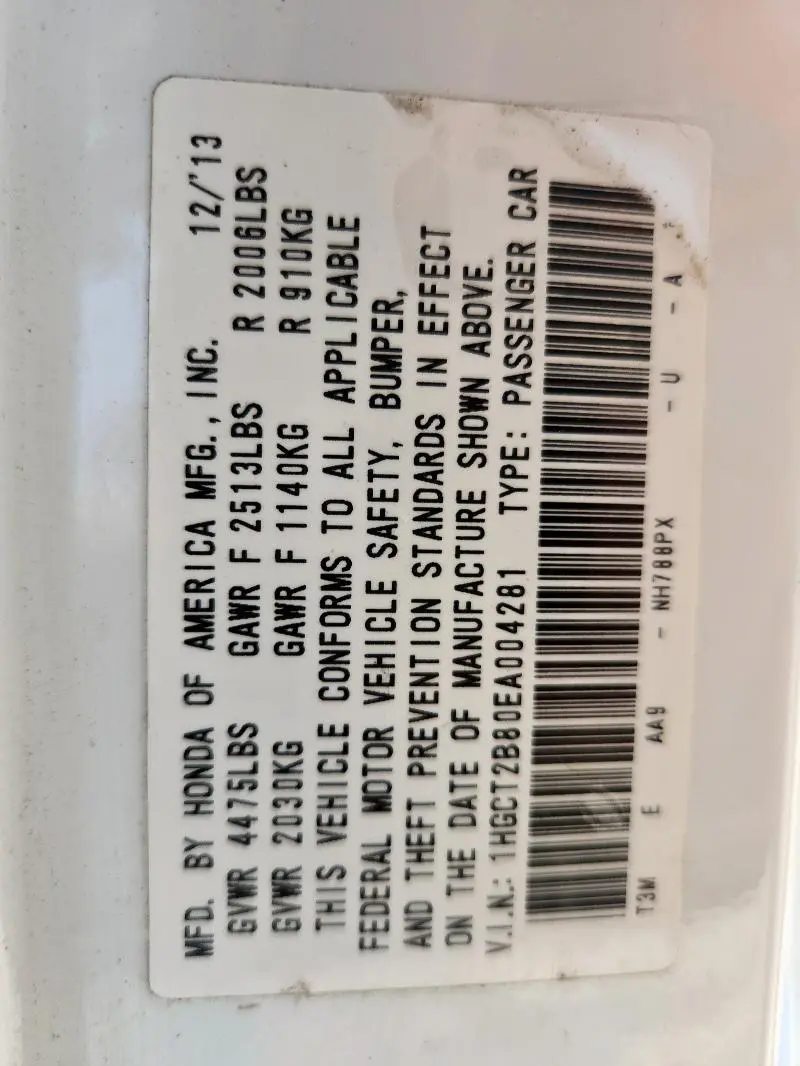 MFD. BY HONDA OF AMERICA MFG., INC. 12/'13
GVWR 4475LBS GAWR F 2513LBS R 2006LBS
GVWR 2030KG GAWR F 1140KG R 910KG
THIS VEHICLE CONFORMS TO ALL APPLICABLE
FEDERAL MOTOR VEHICLE SAFETY, BUMPER,
AND THEFT PREVENTION STANDARDS IN EFFECT
ON THE DATE OF MANUFACTURE SHOWN ABOVE.
V.I.N.: 1HGCT2B80EA004281 TYPE: PASSENGER CAR
T3M E AA9 - NH788PX - U - A